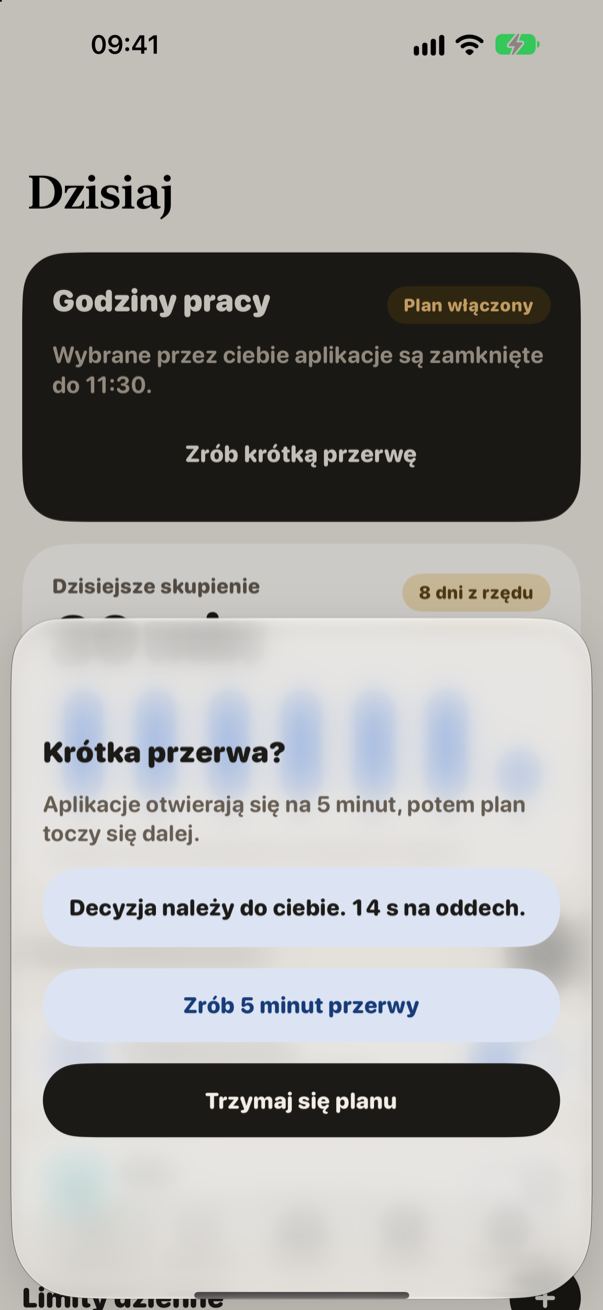 09:41
Dzisiaj
Godziny pracy
Plan włączony
Wybrane przez ciebie aplikacje są zamknięte
do 11:30.
Zrób krótką przerwę
Dzisiejsze skupienie
8 dni z rzędu
Krótka przerwa?
Aplikacje otwierają się na 5 minut, potem plan
toczy się dalej.
Decyzja należy do ciebie. 14 s na oddech.
Zrób 5 minut przerwy
Trzymaj się planu
Limity dzienne
+